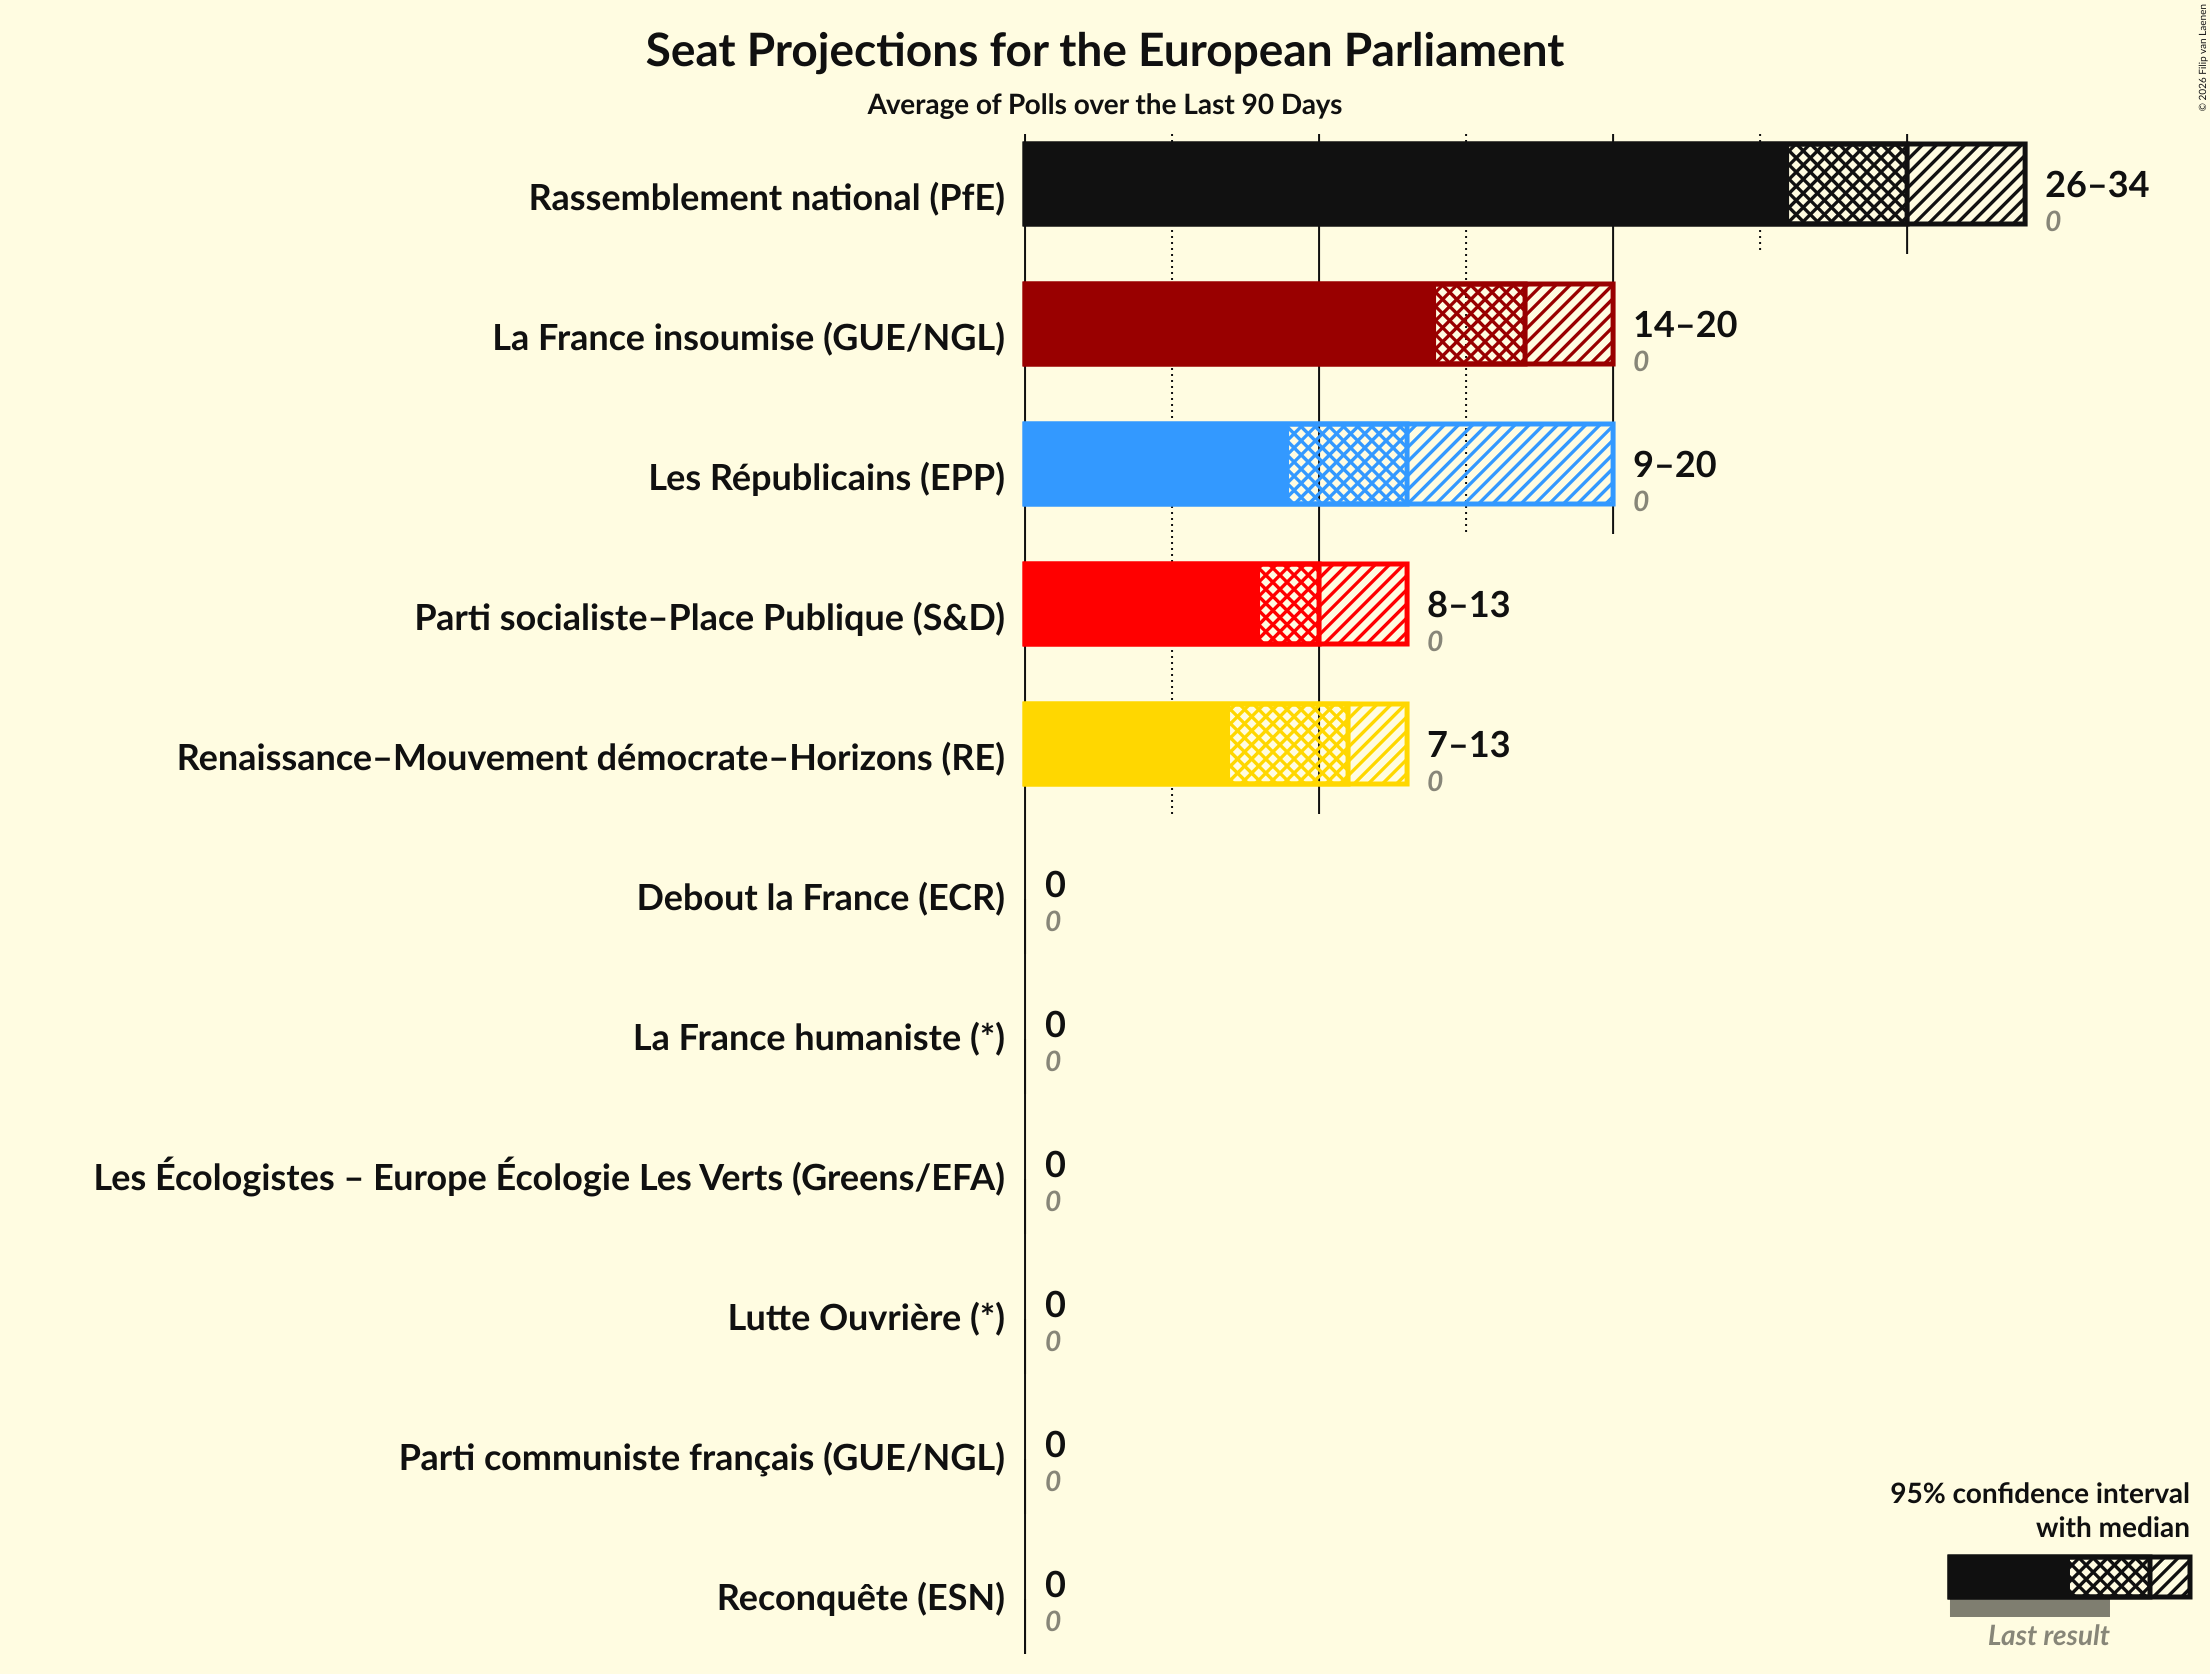 Seat Projections for the European Parliament
Average of Polls over the Last 90 Days
© 2026 Filip van Laenen
Rassemblement national (PfE)
26–34
0
La France insoumise (GUE/NGL)
14–20
0
Les Républicains (EPP)
9–20
0
Parti socialiste–Place Publique (S&D)
8–13
0
Renaissance–Mouvement démocrate–Horizons (RE)
7–13
0
Debout la France (ECR)
0
0
La France humaniste (*)
0
0
Les Écologistes – Europe Écologie Les Verts (Greens/EFA)
0
0
Lutte Ouvrière (*)
0
0
Parti communiste français (GUE/NGL)
0
0
Reconquête (ESN)
0
0
95% confidence interval
with median
Last result